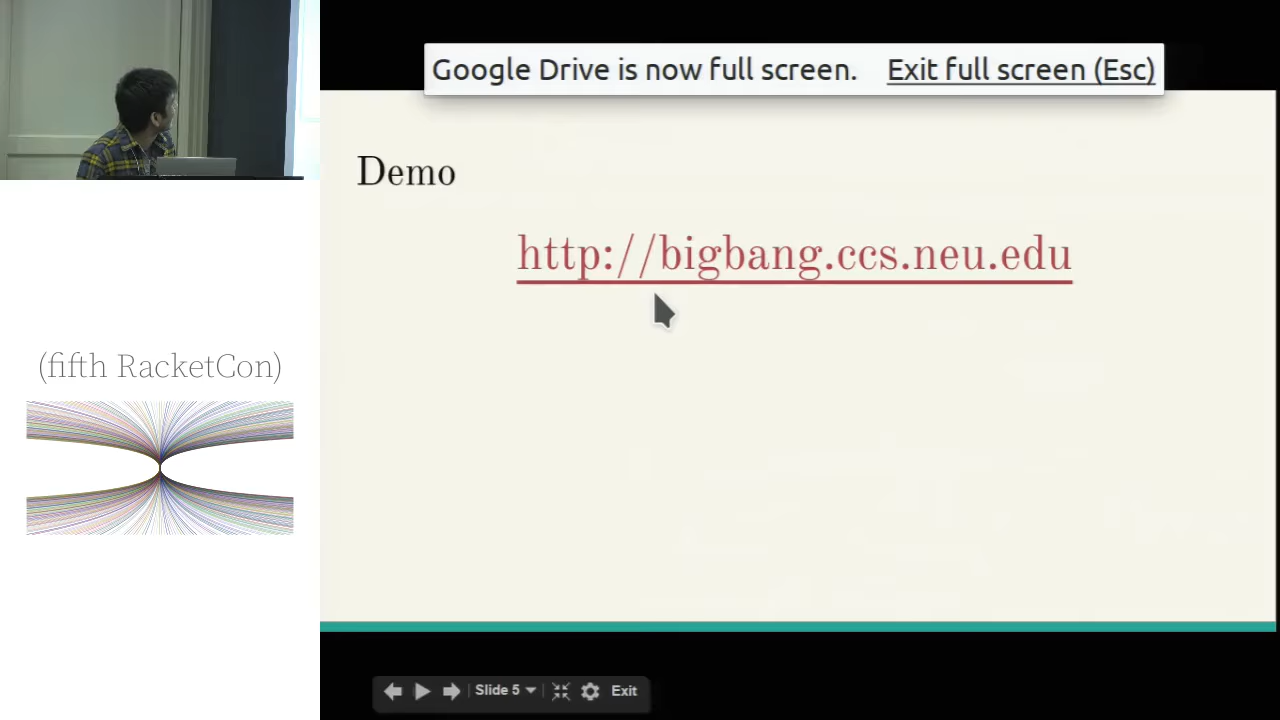 Google Drive is now full screen. Exit full screen (Esc)
Demo
http://bigbang.ccs.neu.edu
(fifth RacketCon)
Slide 5
Exit